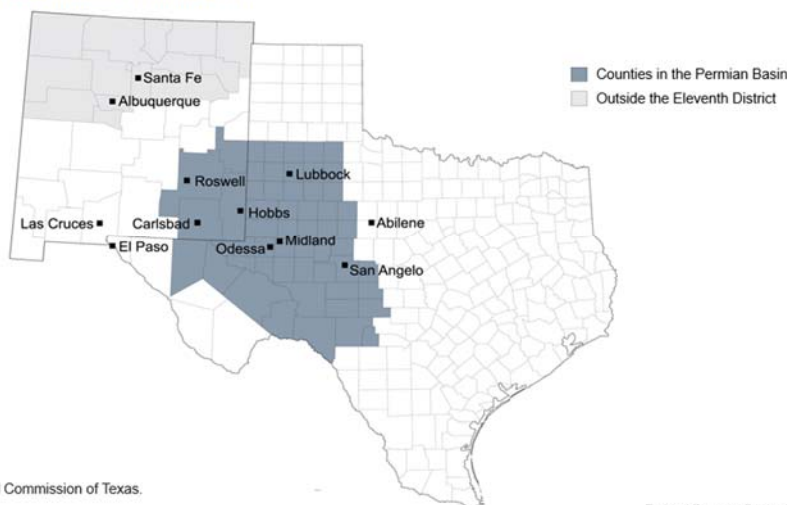 Santa Fe
Albuquerque
Counties in the Permian Basin
Outside the Eleventh District
Roswell
Lubbock
Las Cruces
Carlsbad
Hobbs
Abilene
El Paso
Odessa
Midland
San Angelo
Commission of Texas.